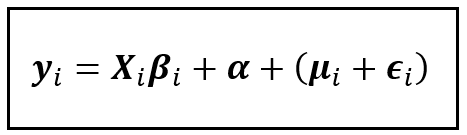 𝒚ᵢ = 𝑿ᵢ𝜷ᵢ + 𝜶 + (𝝁ᵢ + 𝝐ᵢ)